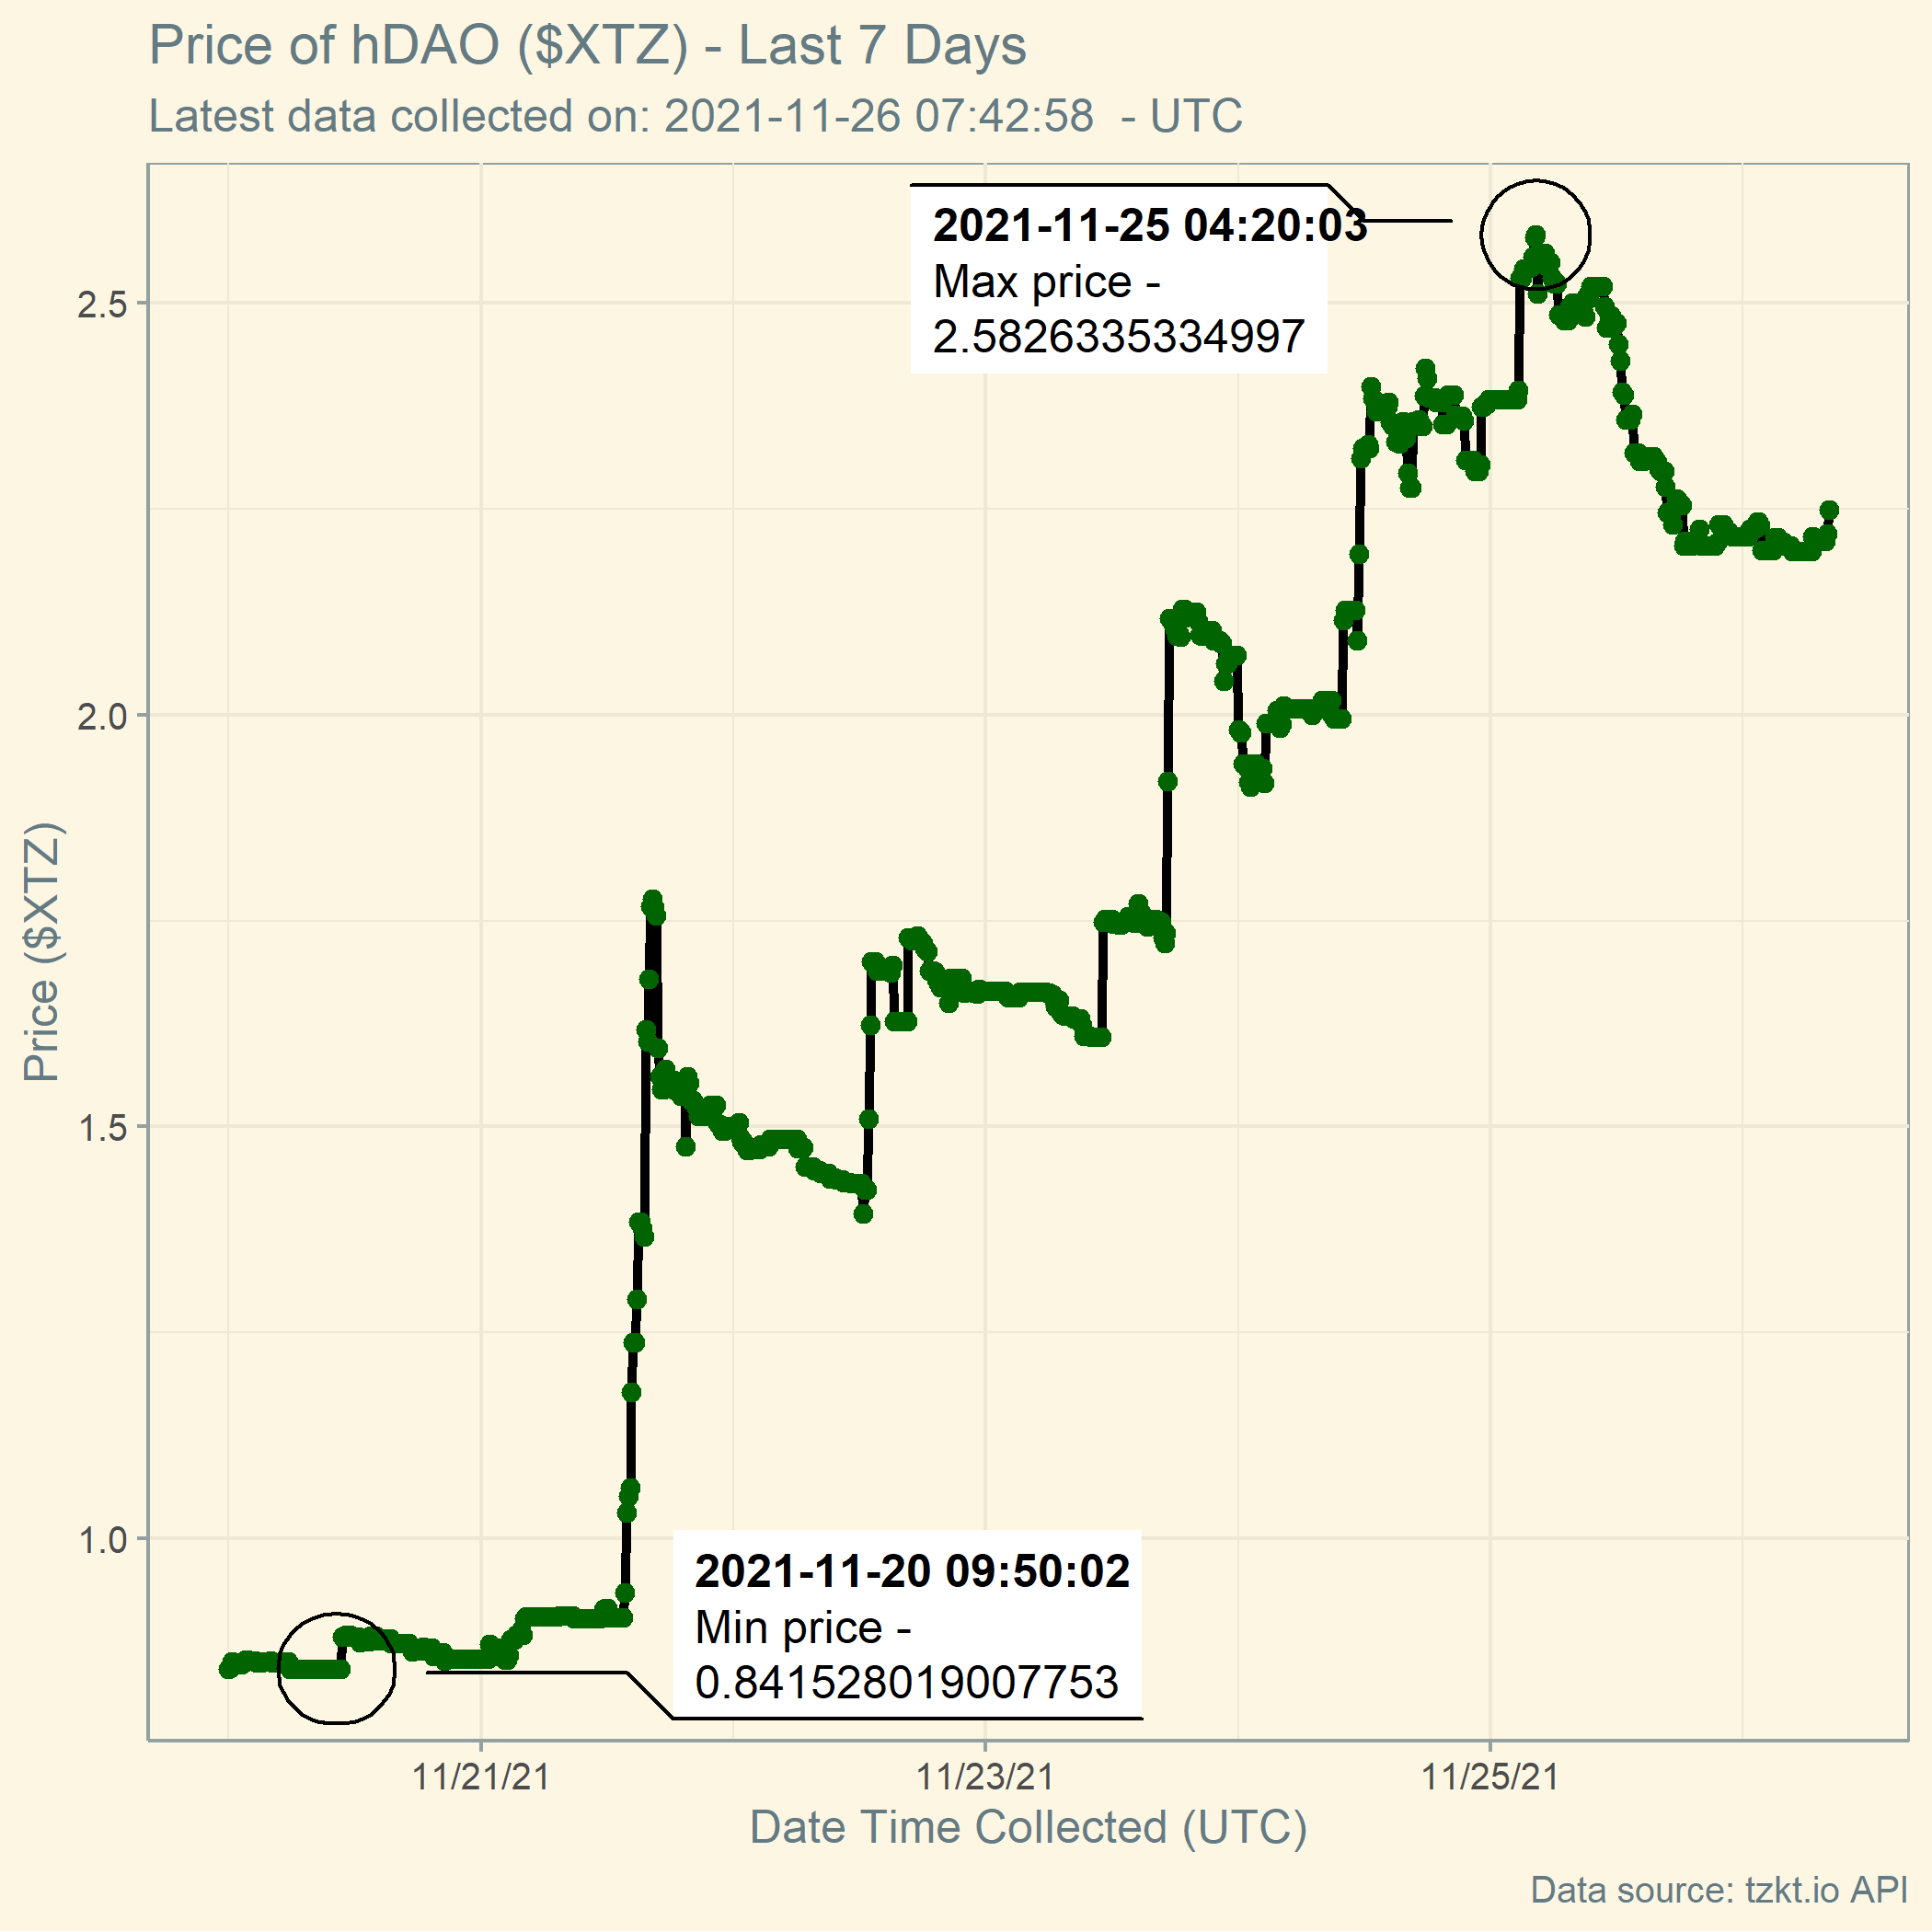 Price of hDAO ($XTZ) - Last 7 Days
Latest data collected on: 2021-11-26 07:42:58  - UTC
2021-11-25 04:20:03
Max price -
2.5826335334997
2.5
2.0
1.5
1.0
Price ($XTZ)
2021-11-20 09:50:02
Min price -
0.841528019007753
11/21/21
11/23/21
11/25/21
Date Time Collected (UTC)
Data source: tzkt.io API